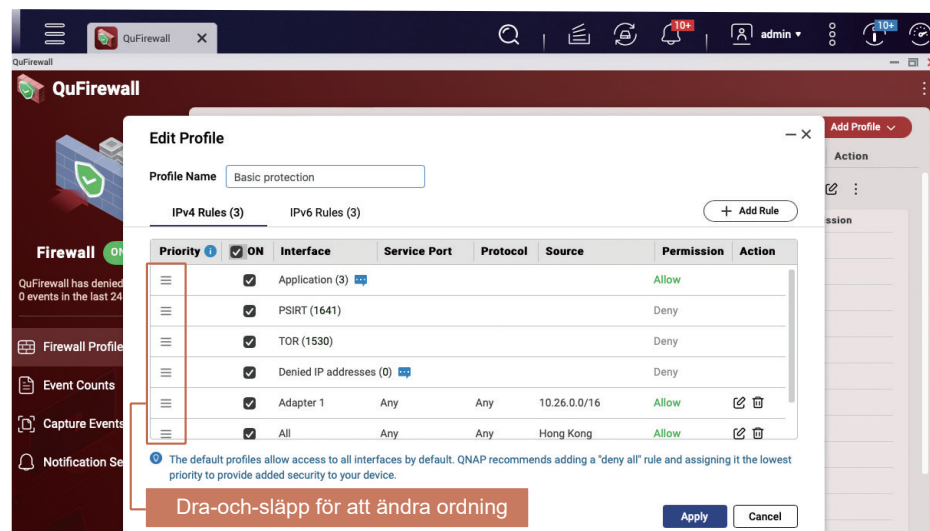 QuFirewall
10+
admin
10+
QuFirewall
QuFirewall
Add Profile
Action
Edit Profile
Profile Name Basic protection
IPv4 Rules (3) IPv6 Rules (3) + Add Rule
Priority ON Interface Service Port Protocol Source Permission Action
Application (3) Allow
PSIRT (1641) Deny
TOR (1530) Deny
Denied IP addresses (0) Deny
Adapter 1 Any Any 10.26.0.0/16 Allow
All Any Any Hong Kong Allow
The default profiles allow access to all interfaces by default. QNAP recommends adding a "deny all" rule and assigning it the lowest
priority to provide added security to your device.
Apply Cancel
Firewall ON
QuFirewall has denied
0 events in the last 24
Firewall Profile
Event Counts
Capture Events
Notification Se
ssion
Dra-och-släpp för att ändra ordning